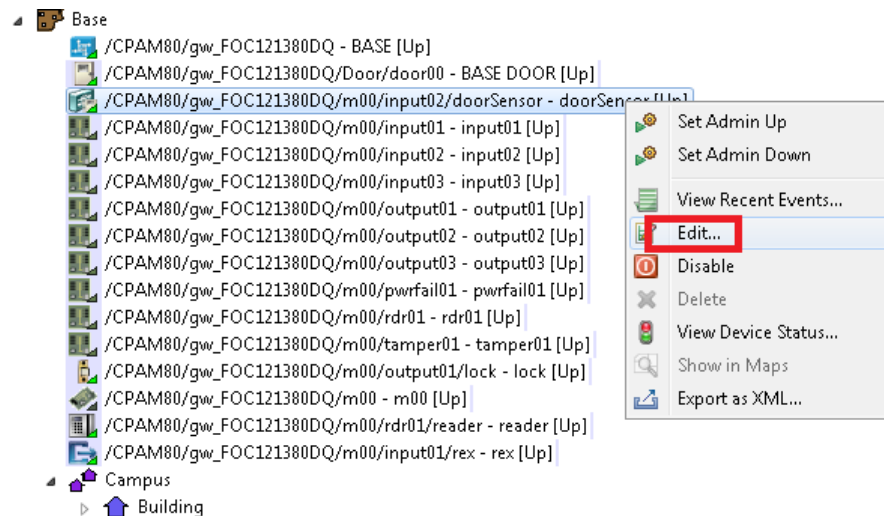 Base
/CPAM80/gw_FOC121380DQ - BASE [Up]
/CPAM80/gw_FOC121380DQ/Door/door00 - BASE DOOR [Up]
/CPAM80/gw_FOC121380DQ/m00/input02/doorSensor - doorSensor [Up]
/CPAM80/gw_FOC121380DQ/m00/input01 - input01 [Up]
/CPAM80/gw_FOC121380DQ/m00/input02 - input02 [Up]
/CPAM80/gw_FOC121380DQ/m00/input03 - input03 [Up]
/CPAM80/gw_FOC121380DQ/m00/output01 - output01 [Up]
/CPAM80/gw_FOC121380DQ/m00/output02 - output02 [Up]
/CPAM80/gw_FOC121380DQ/m00/output03 - output03 [Up]
/CPAM80/gw_FOC121380DQ/m00/pwrfail01 - pwrfail01 [Up]
/CPAM80/gw_FOC121380DQ/m00/rdr01 - rdr01 [Up]
/CPAM80/gw_FOC121380DQ/m00/tamper01 - tamper01 [Up]
/CPAM80/gw_FOC121380DQ/m00/output01/lock - lock [Up]
/CPAM80/gw_FOC121380DQ/m00 - m00 [Up]
/CPAM80/gw_FOC121380DQ/m00/rdr01/reader - reader [Up]
/CPAM80/gw_FOC121380DQ/m00/input01/rex - rex [Up]
Campus
Building
Set Admin Up
Set Admin Down
View Recent Events...
Edit...
Disable
Delete
View Device Status...
Show in Maps
Export as XML...